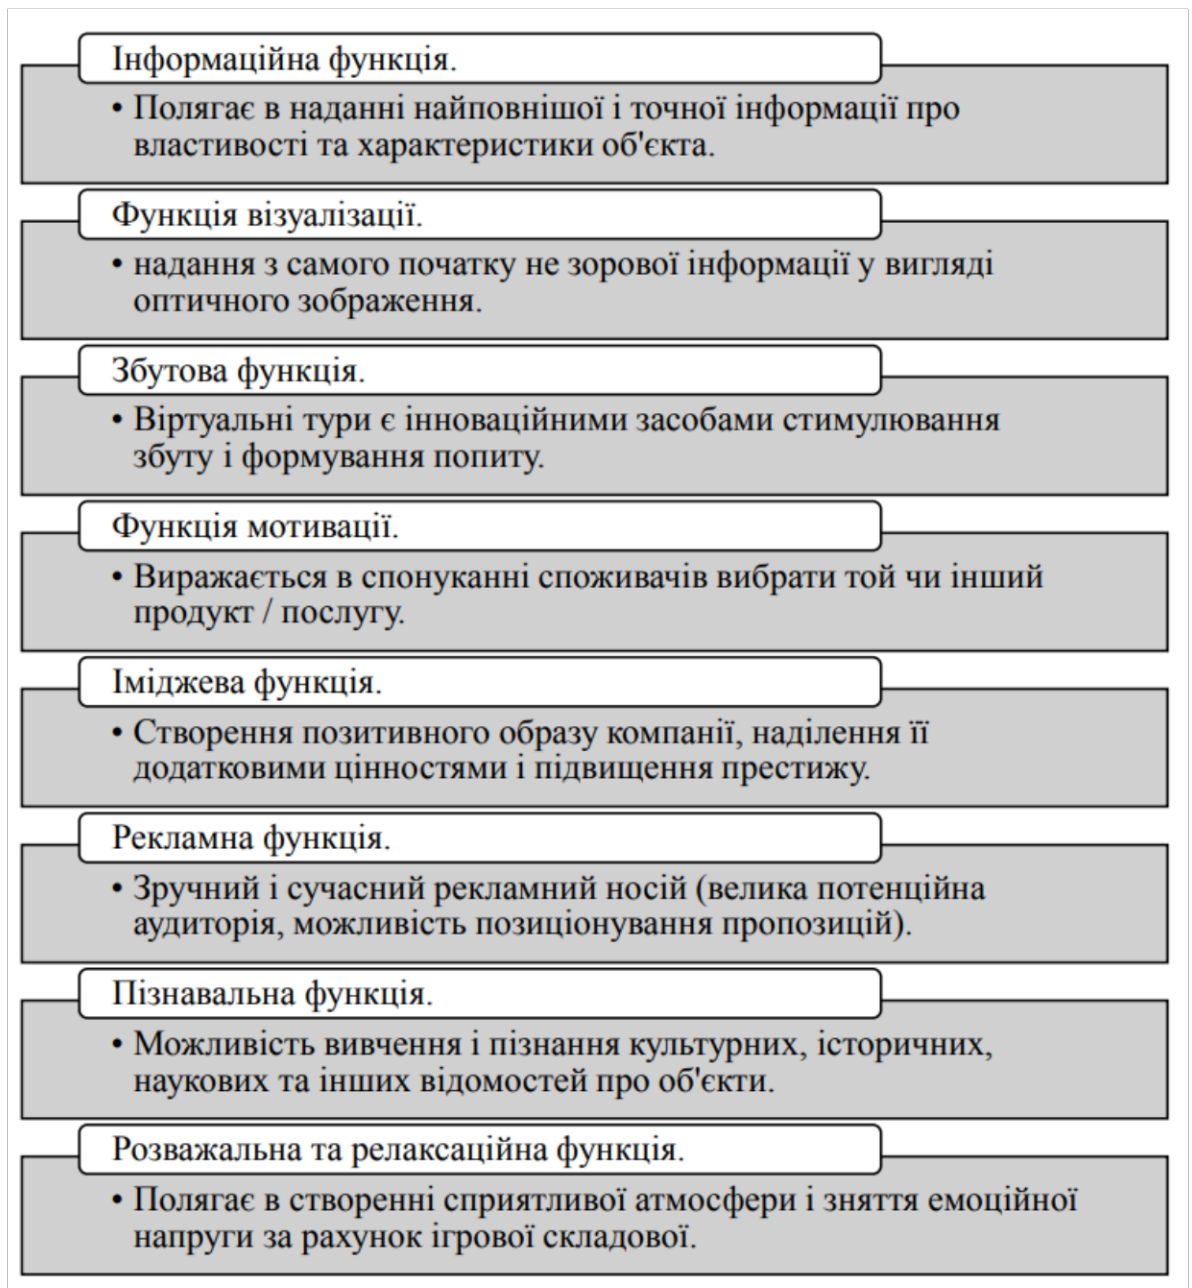 Інформаційна функція.
• Полягає в наданні найповнішої і точної інформації про
властивості та характеристики об'єкта.
Функція візуалізації.
• надання з самого початку не зорової інформації у вигляді
оптичного зображення.
Збутова функція.
• Віртуальні тури є інноваційними засобами стимулювання
збуту і формування попиту.
Функція мотивації.
• Виражається в спонуканні споживачів вибрати той чи інший
продукт / послугу.
Іміджева функція.
• Створення позитивного образу компанії, наділення її
додатковими цінностями і підвищення престижу.
Рекламна функція.
• Зручний і сучасний рекламний носій (велика потенційна
аудиторія, можливість позиціонування пропозицій).
Пізнавальна функція.
• Можливість вивчення і пізнання культурних, історичних,
наукових та інших відомостей про об'єкти.
Розважальна та релаксаційна функція.
• Полягає в створенні сприятливої атмосфери і зняття емоційної
напруги за рахунок ігрової складової.